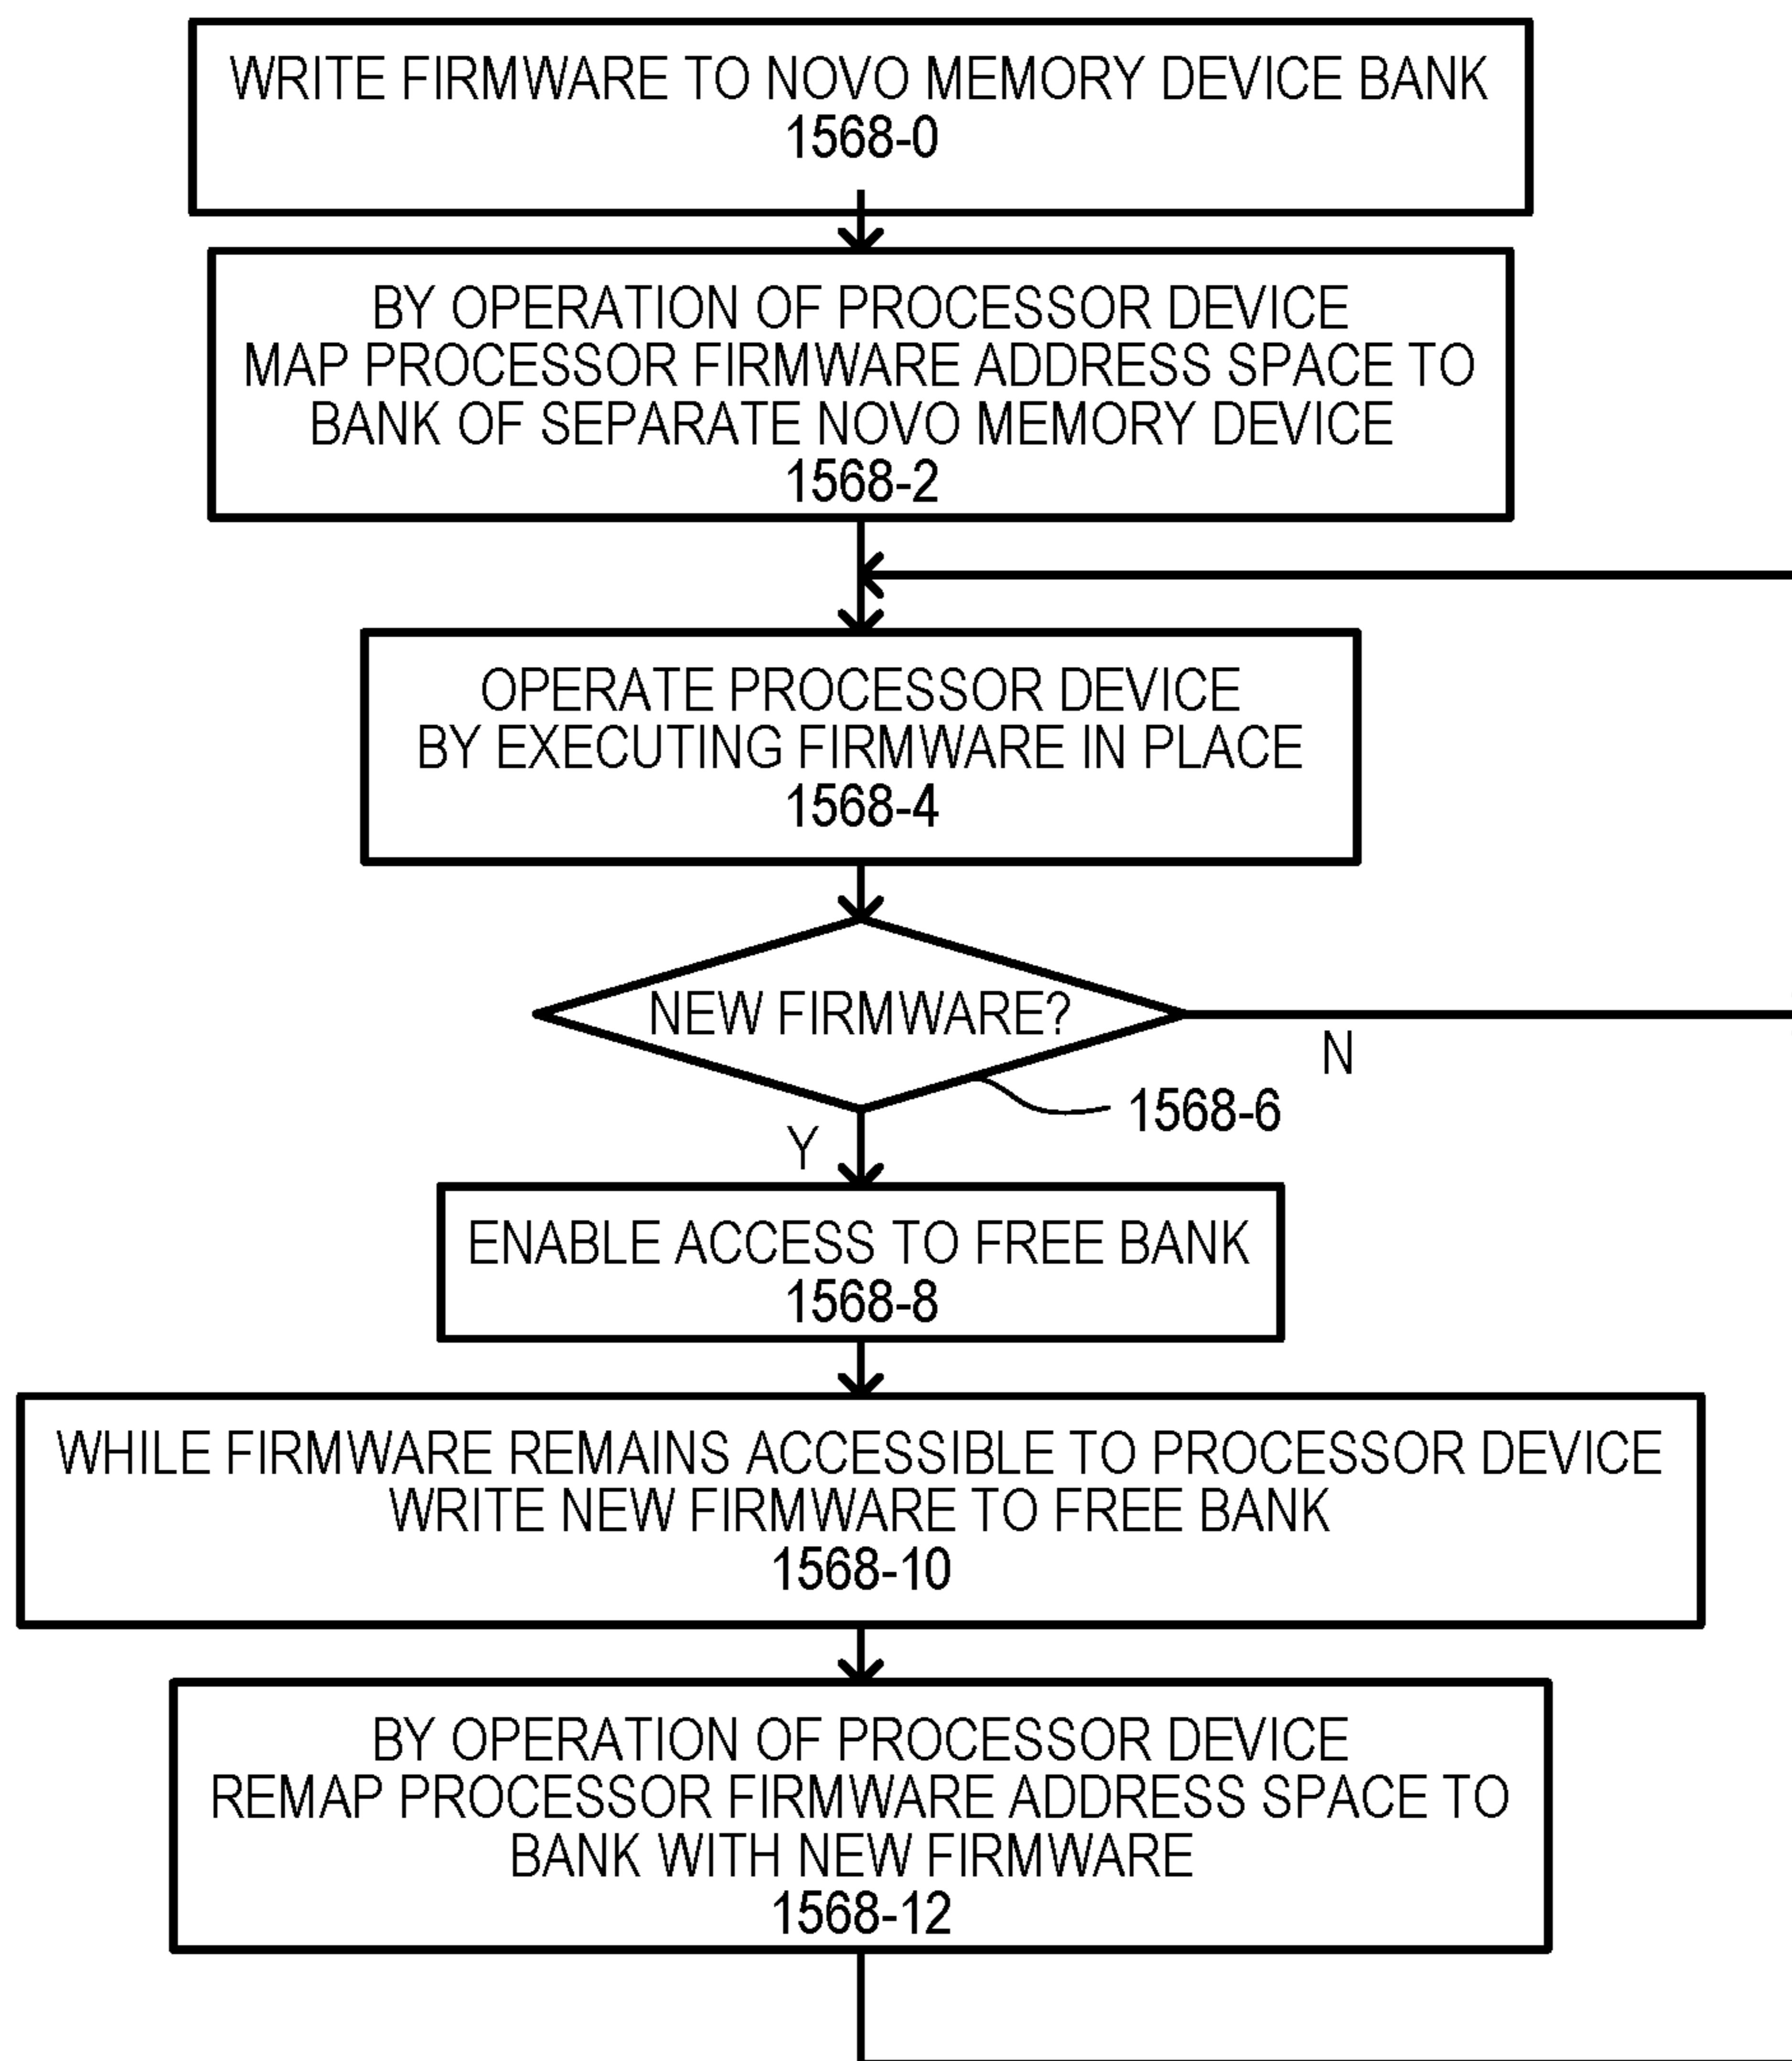 WRITE FIRMWARE TO NOVO MEMORY DEVICE BANK
1568-0
BY OPERATION OF PROCESSOR DEVICE
MAP PROCESSOR FIRMWARE ADDRESS SPACE TO
BANK OF SEPARATE NOVO MEMORY DEVICE
1568-2
OPERATE PROCESSOR DEVICE
BY EXECUTING FIRMWARE IN PLACE
1568-4
NEW FIRMWARE?
N
1568-6
Y
ENABLE ACCESS TO FREE BANK
1568-8
WHILE FIRMWARE REMAINS ACCESSIBLE TO PROCESSOR DEVICE
WRITE NEW FIRMWARE TO FREE BANK
1568-10
BY OPERATION OF PROCESSOR DEVICE
REMAP PROCESSOR FIRMWARE ADDRESS SPACE TO
BANK WITH NEW FIRMWARE
1568-12